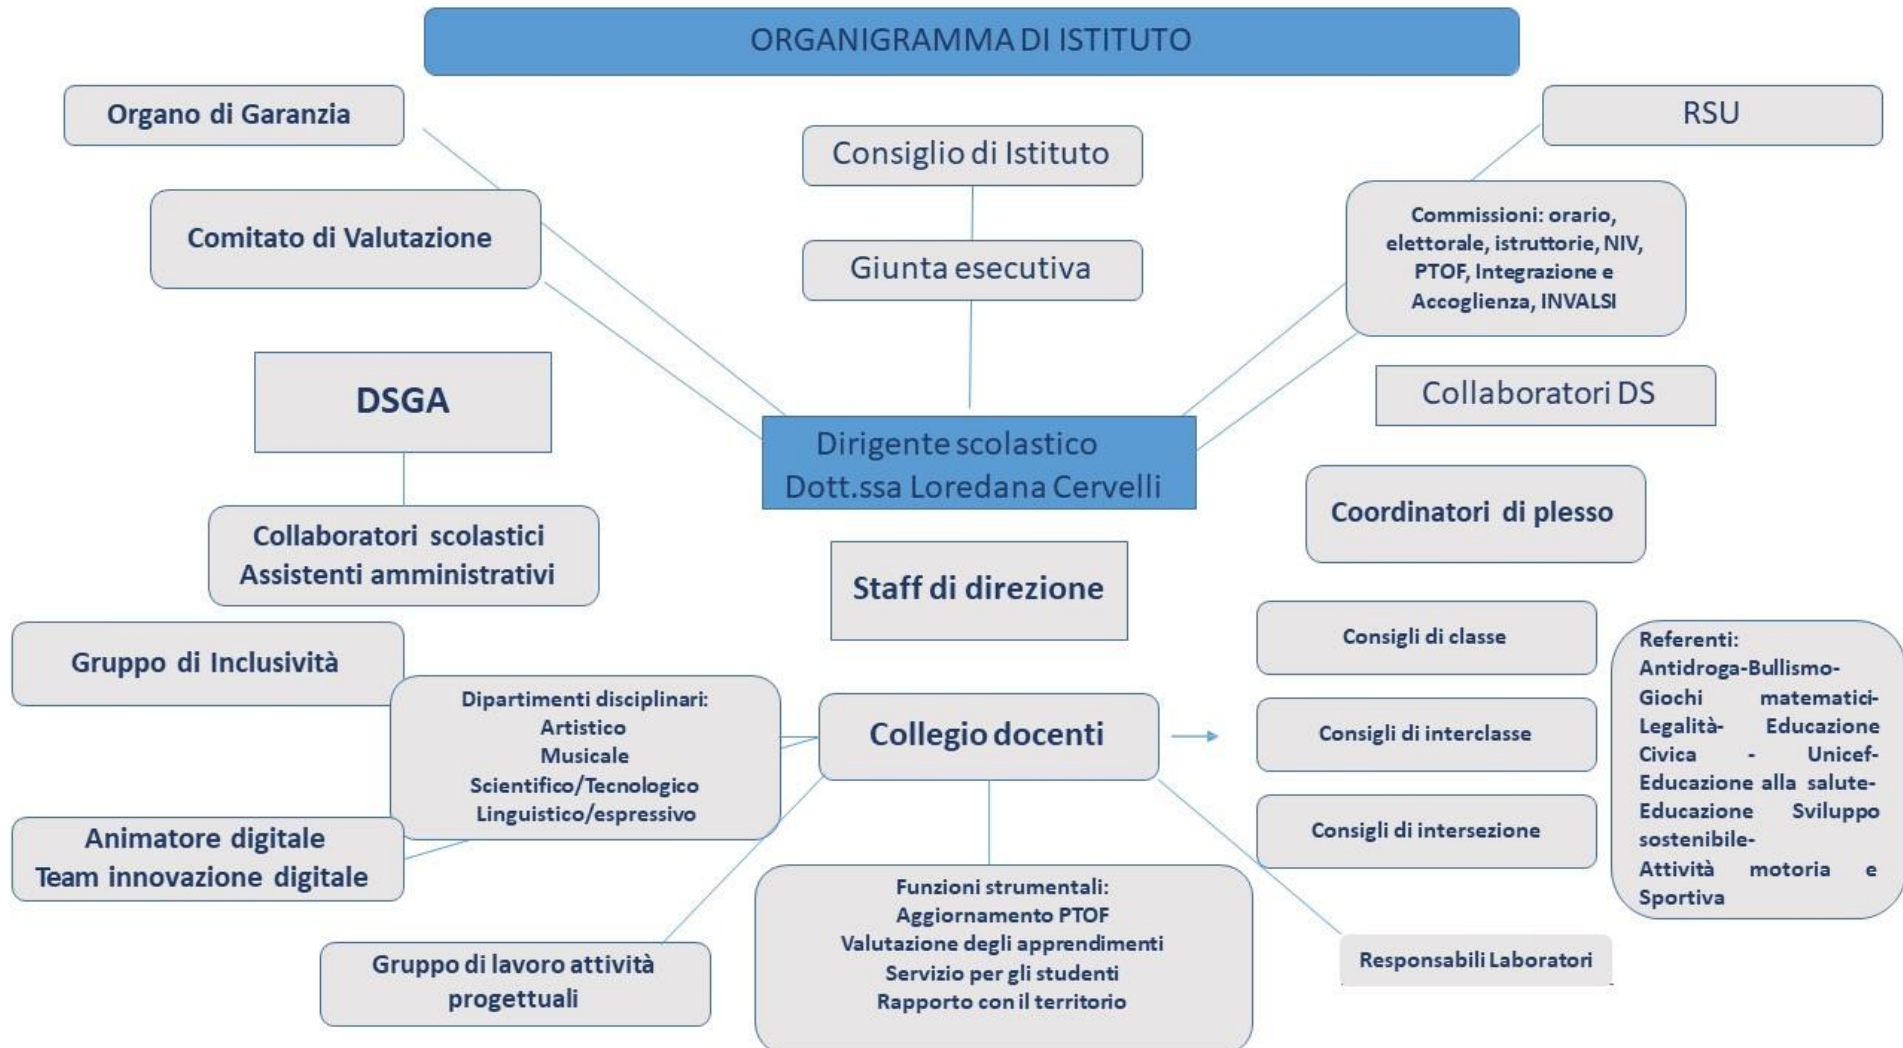 ORGANIGRAMMA DI ISTITUTO
Organo di Garanzia
RSU
Consiglio di Istituto
Comitato di Valutazione
Commissioni: orario,
elettorale, istruttorie, NIV,
PTOF, Integrazione e
Accoglienza, INVALSI
Giunta esecutiva
DSGA
Collaboratori DS
Dirigente scolastico
Dott.ssa Loredana Cervelli
Coordinatori di plesso
Collaboratori scolastici
Assistenti amministrativi
Staff di direzione
Gruppo di Inclusività
Dipartimenti disciplinari:
Artistico
Musicale
Scientifico/Tecnologico
Linguistico/espressivo
Collegio docenti
Consigli di classe
Consigli di interclasse
Consigli di intersezione
Referenti:
Antidroga-Bullismo-
Giochi matematici-
Legalità- Educazione
Civica - Unicef-
Educazione alla salute-
Educazione Sviluppo
sostenibile-
Attività motoria e
Sportiva
Animatore digitale
Team innovazione digitale
Gruppo di lavoro attività
progettuali
Funzioni strumentali:
Aggiornamento PTOF
Valutazione degli apprendimenti
Servizio per gli studenti
Rapporto con il territorio
Responsabili Laboratori